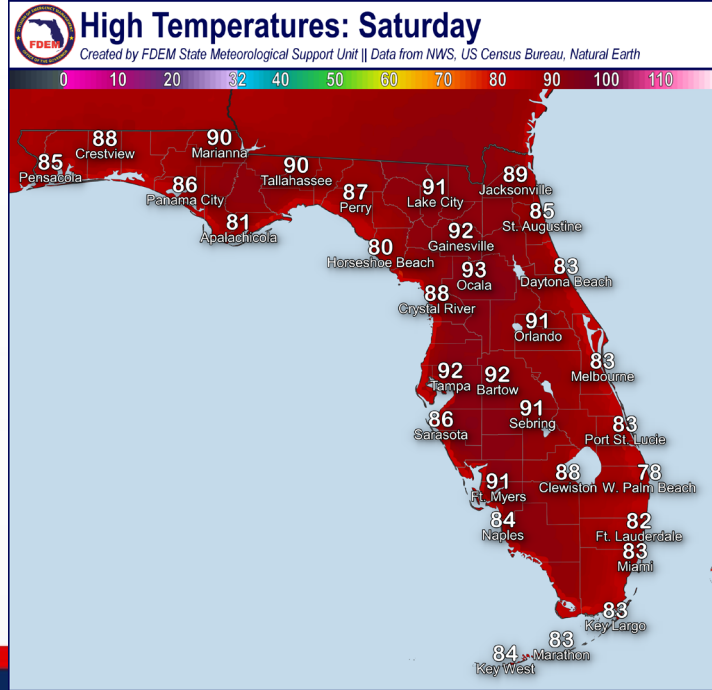 High Temperatures: Saturday
Created by FDEM State Meteorological Support Unit || Data from NWS, US Census Bureau, Natural Earth
FDEM
0 10 20 32 40 50 60 70 80 90 100 110
88
Crestview
90
Marianna
85
Pensacola
86
Panama City
90
Tallahassee
81
Apalachicola
87
Perry
91
Lake City
89
Jacksonville
85
St. Augustine
92
Gainesville
80
Horseshoe Beach
93
Ocala
83
Daytona Beach
88
Crystal River
91
Orlando
83
Melbourne
92
Tampa
92
Bartow
91
Sebring
86
Sarasota
83
Port St. Lucie
91
Ft. Myers
88
Clewiston
78
W. Palm Beach
84
Naples
82
Ft. Lauderdale
83
Miami
83
Key Largo
83
Marathon
84
Key West